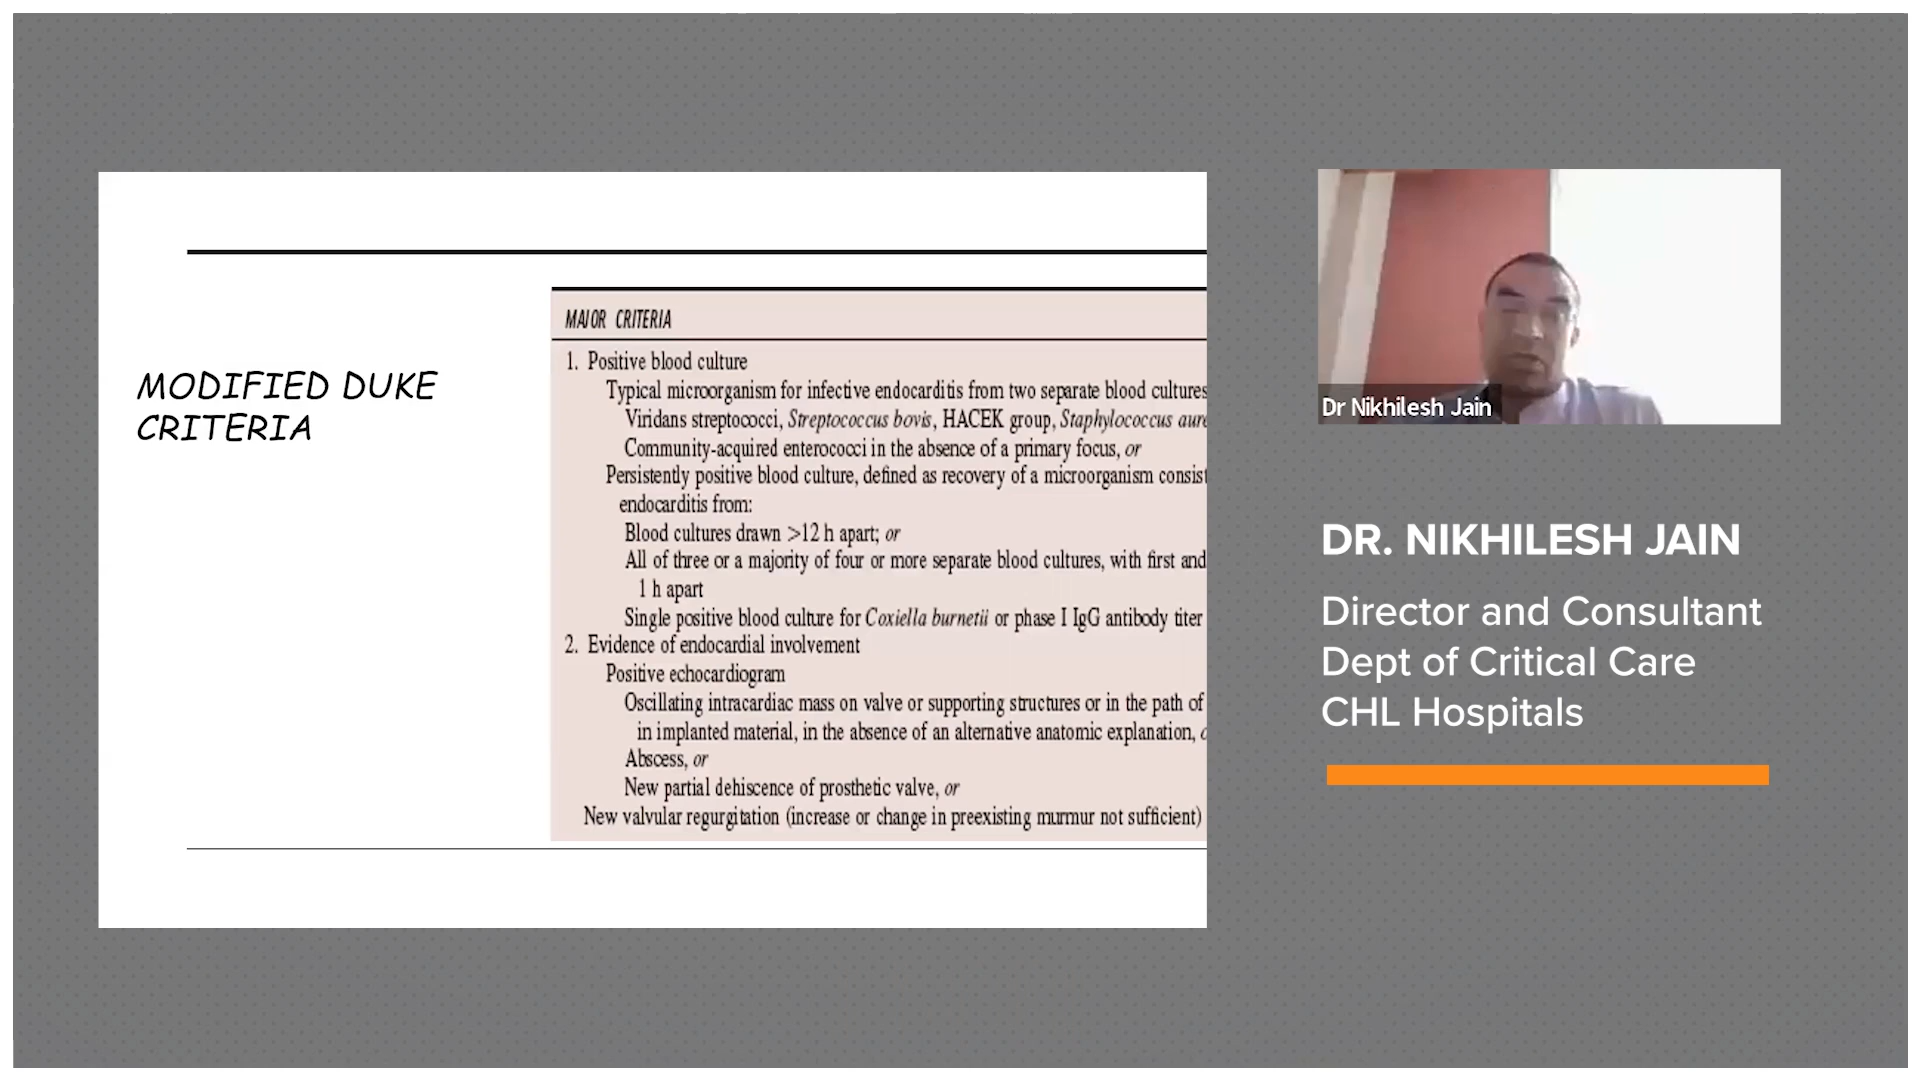 MODIFIED DUKE
CRITERIA
MAJOR CRITERIA
1. Positive blood culture
Typical microorganism for infective endocarditis from two separate blood cultures
Viridans streptococci, Streptococcus bovis, HACEK group, Staphylococcus aure
Community-acquired enterococci in the absence of a primary focus, or
Persistently positive blood culture, defined as recovery of a microorganism consist
endocarditis from:
Blood cultures drawn >12 h apart; or
All of three or a majority of four or more separate blood cultures, with first and
1 h apart
Single positive blood culture for Coxiella burnetii or phase I IgG antibody titer
2. Evidence of endocardial involvement
Positive echocardiogram
Oscillating intracardiac mass on valve or supporting structures or in the path of
in implanted material, in the absence of an alternative anatomic explanation,
Abscess, or
New partial dehiscence of prosthetic valve, or
New valvular regurgitation (increase or change in preexisting murmur not sufficient)
Dr Nikhilesh Jain
DR. NIKHILESH JAIN
Director and Consultant
Dept of Critical Care
CHL Hospitals